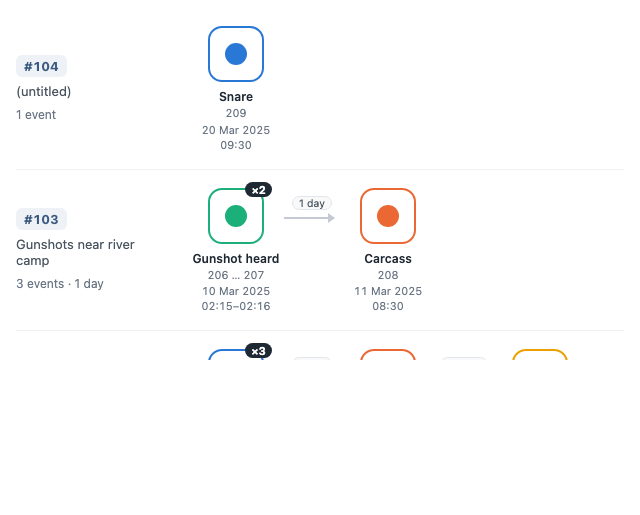 #104
(untitled)
1 event
Snare
209
20 Mar 2025
09:30
#103
Gunshots near river
camp
3 events · 1 day
×2
Gunshot heard
206 … 207
10 Mar 2025
02:15–02:16
1 day
Carcass
208
11 Mar 2025
08:30
×3